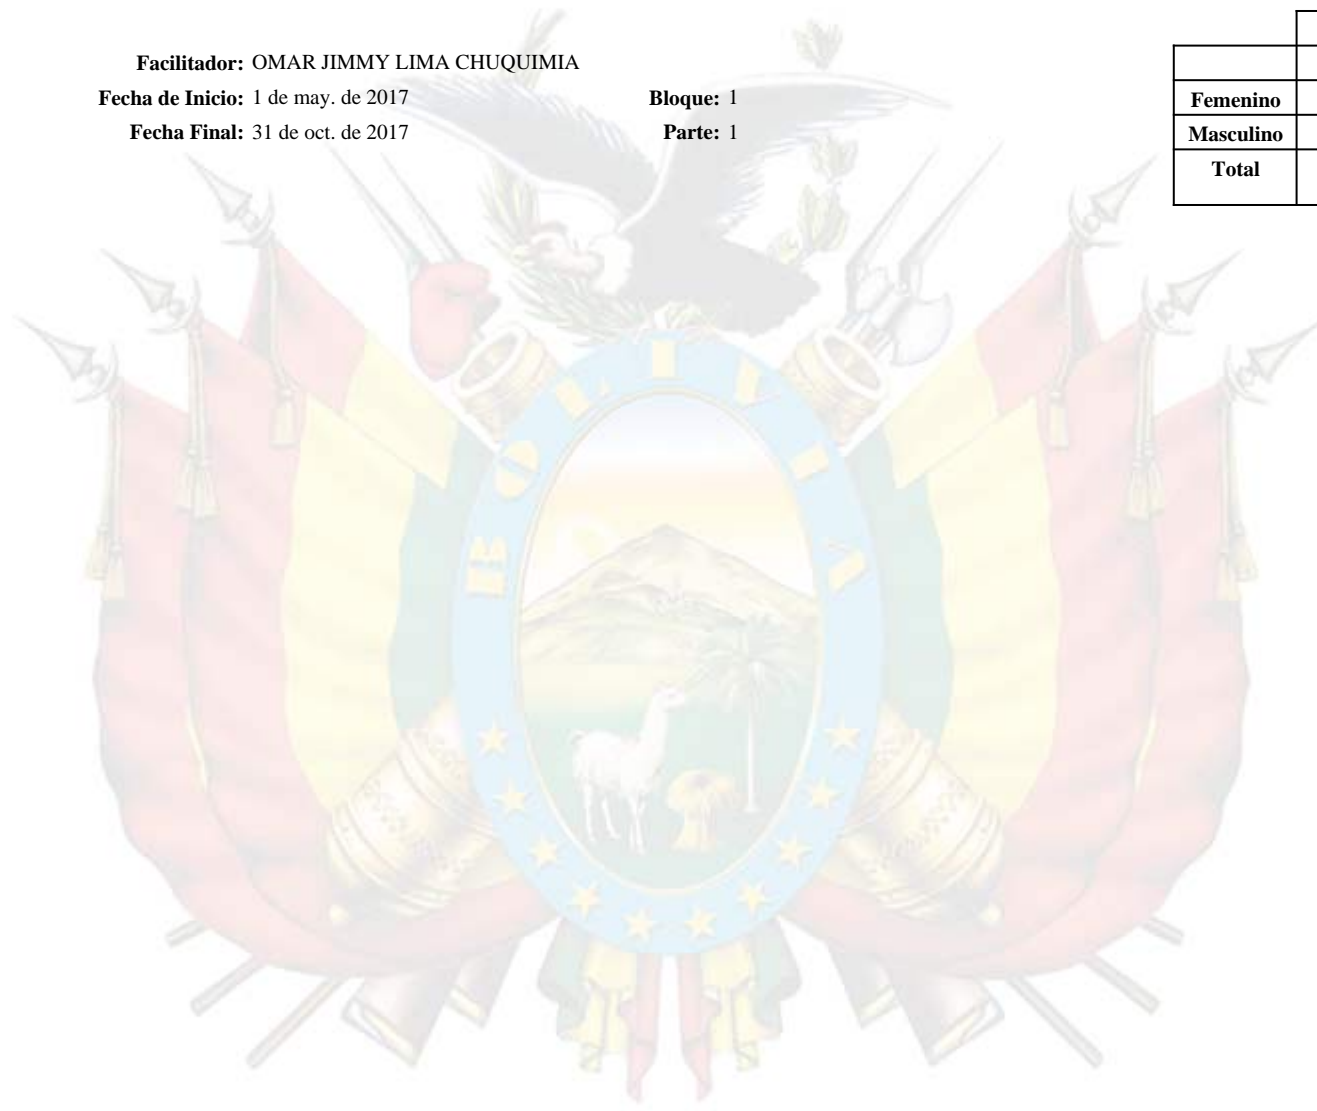 Facilitador: OMAR JIMMY LIMA CHUQUIMIA
Fecha de Inicio: 1 de may. de 2017
Bloque: 1
Fecha Final: 31 de oct. de 2017
Parte: 1
Femenino
Masculino
Total
BOLIVIA